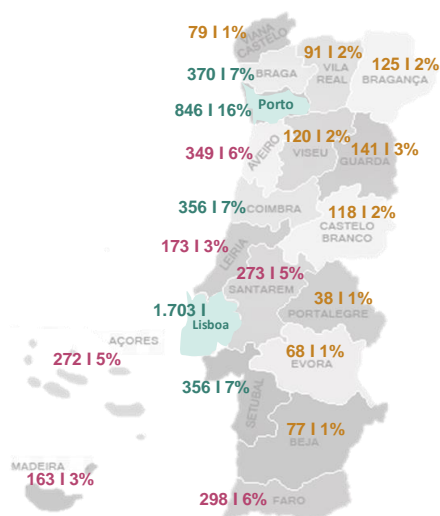 79 I 1%
VIANA
CASTELO
91 I 2%
VILA
REAL
125 I 2%
BRAGANÇA
370 I 7%
BRAGA
846 I 16%
Porto
120 I 2%
VISEU
141 I 3%
GUARDA
349 I 6%
AVEIRO
356 I 7%
COIMBRA
118 I 2%
CASTELO
BRANCO
173 I 3%
LEIRIA
273 I 5%
SANTAREM
38 I 1%
PORTALEGRE
1.703 I
Lisboa
AÇORES
272 I 5%
68 I 1%
EVORA
356 I 7%
SETUBAL
77 I 1%
BEJA
MADEIRA
163 I 3%
298 I 6%
FARO